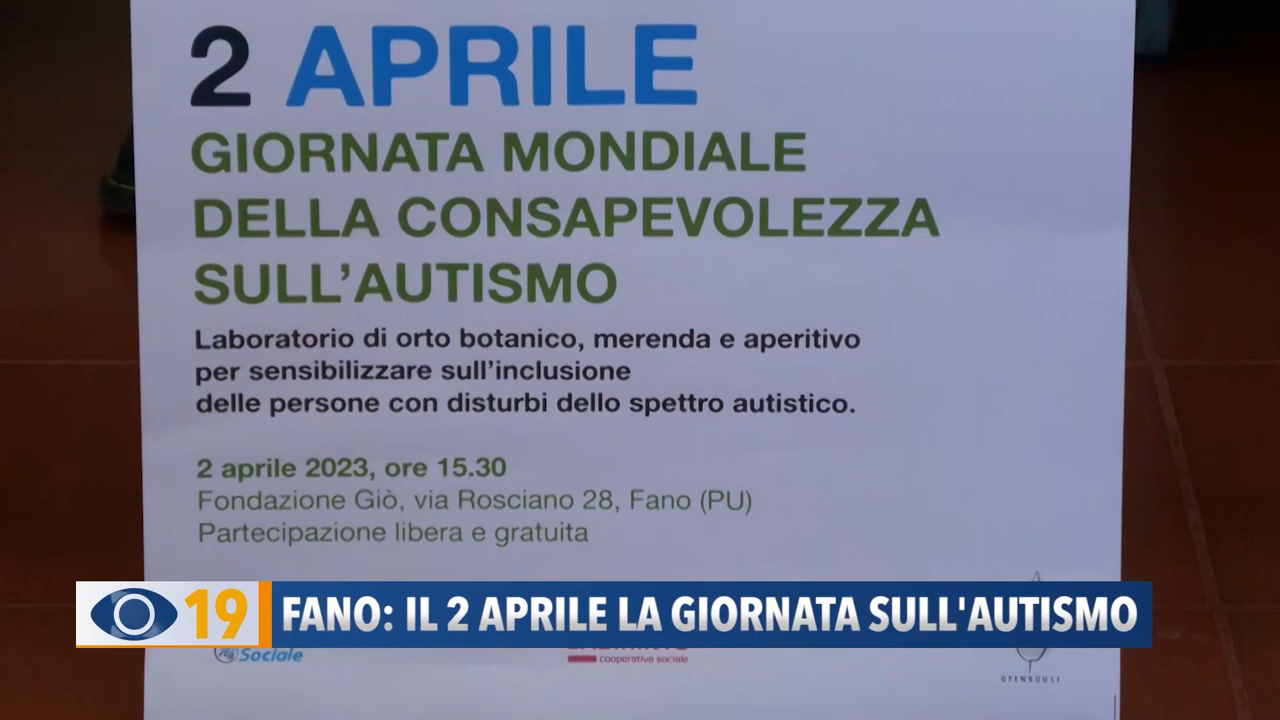 2 APRILE
GIORNATA MONDIALE
DELLA CONSAPEVOLEZZA
SULL'AUTISMO
Laboratorio di orto botanico, merenda e aperitivo
per sensibilizzare sull'inclusione
delle persone con disturbi dello spettro autistico.
2 aprile 2023, ore 15.30
Fondazione Giò, via Rosciano 28, Fano (PU)
Partecipazione libera e gratuita
19 FANO: IL 2 APRILE LA GIORNATA SULL'AUTISMO
Sociale
cooperativa sociale
OPENHOUSE